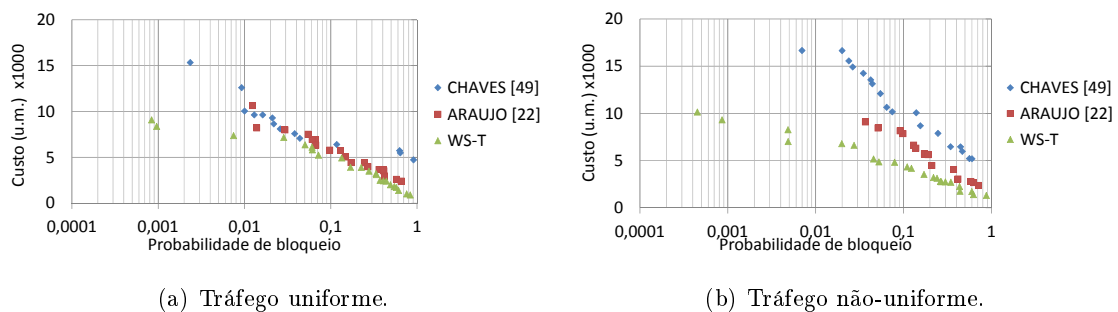 Custo (u.m.) x1000
20
15
10
5
0
0,0001
0,001
0,01
0,1
1
Probabilidade de bloqueio
CHAVES [49]
ARAUJO [22]
WS-T
(a) Tráfego uniforme.
Custo (u.m.) x1000
20
15
10
5
0
0,0001
0,001
0,01
0,1
1
Probabilidade de bloqueio
CHAVES [49]
ARAUJO [22]
WS-T
(b) Tráfego não-uniforme.